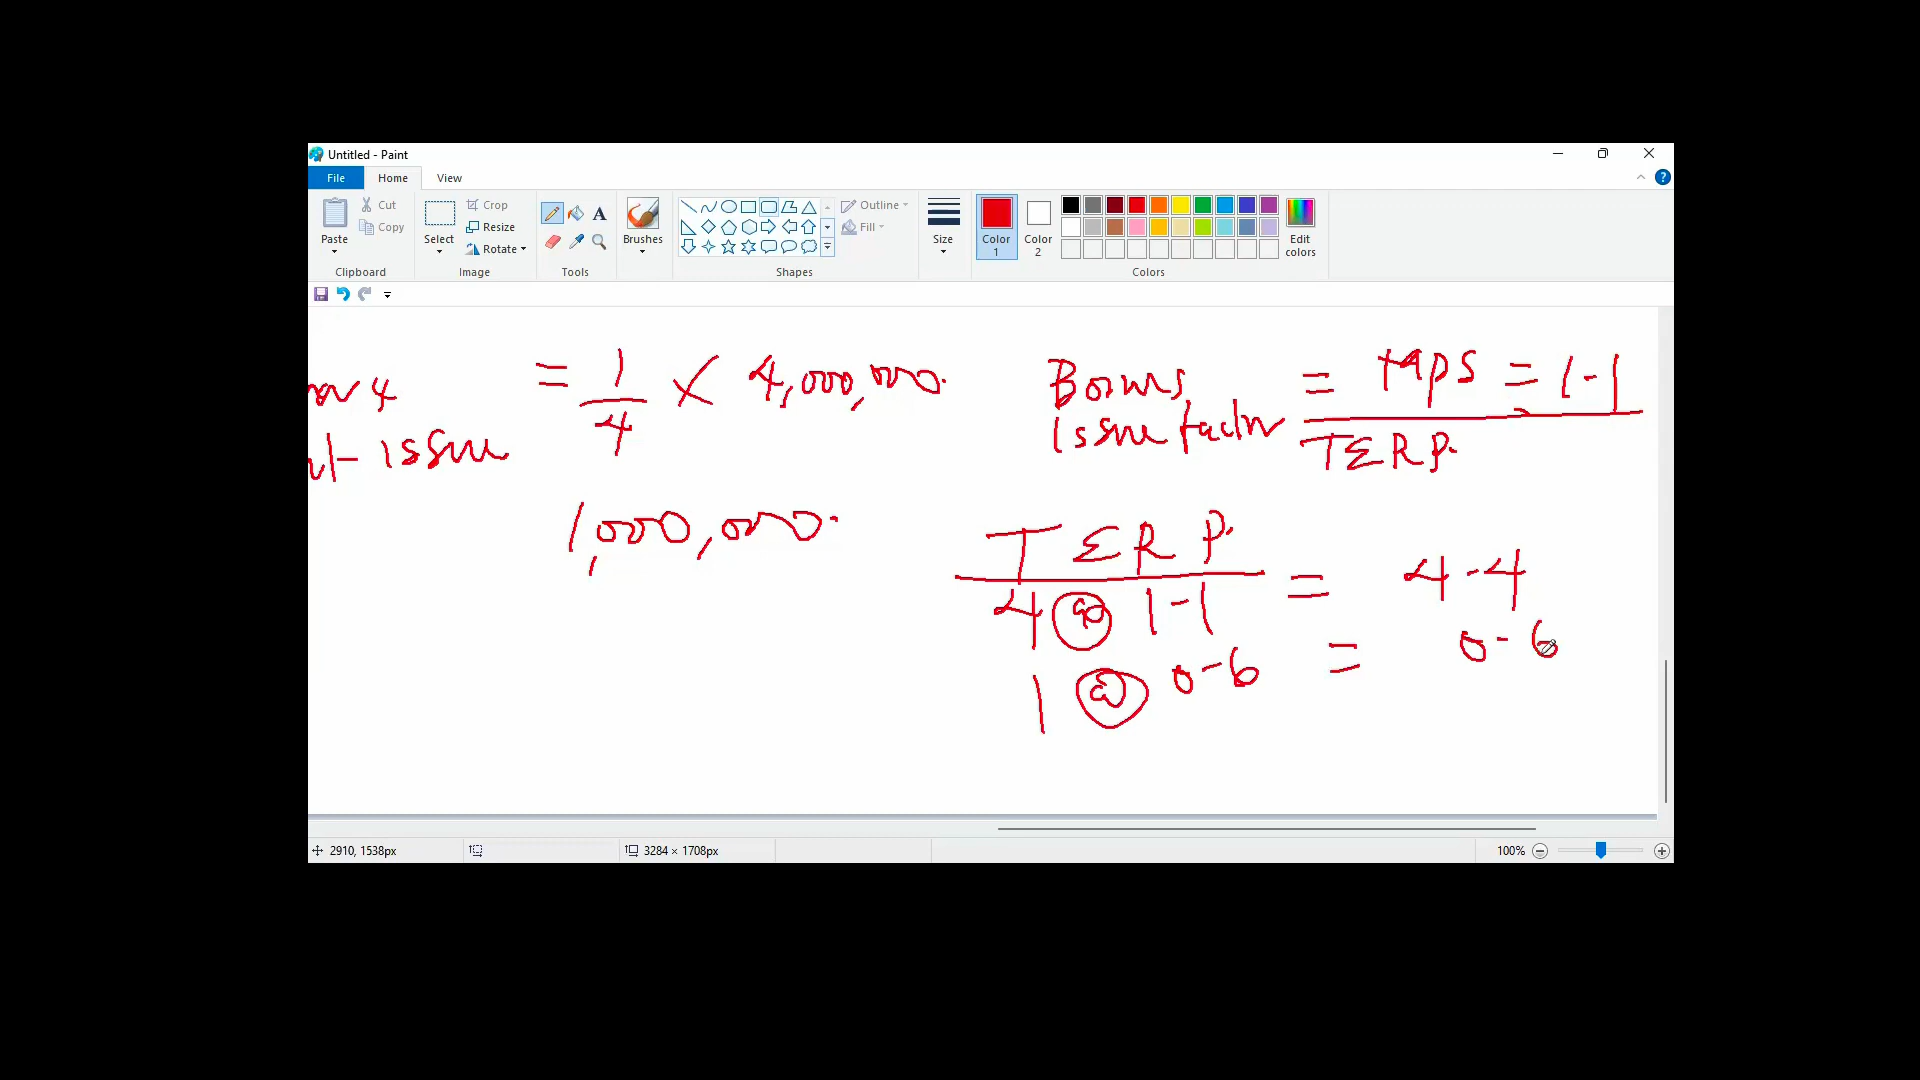 Untitled - Paint
File Home View
Paste
Cut
Copy
Clipboard
Select
Crop
Resize
Rotate
Image
Tools
Brushes
Shapes
Outline
Fill
Size
Color 1
Color 2
Edit colors
Colors
4 = 1/4 × 4,000,000.
issue
1,000,000.
Bonus = MPS = 1-1
Issue factor TERP.
TERP.
4 @ 1-1 = 4-4
1 @ 0-6 = 0-6
2910, 1538px
3284 × 1708px
100%